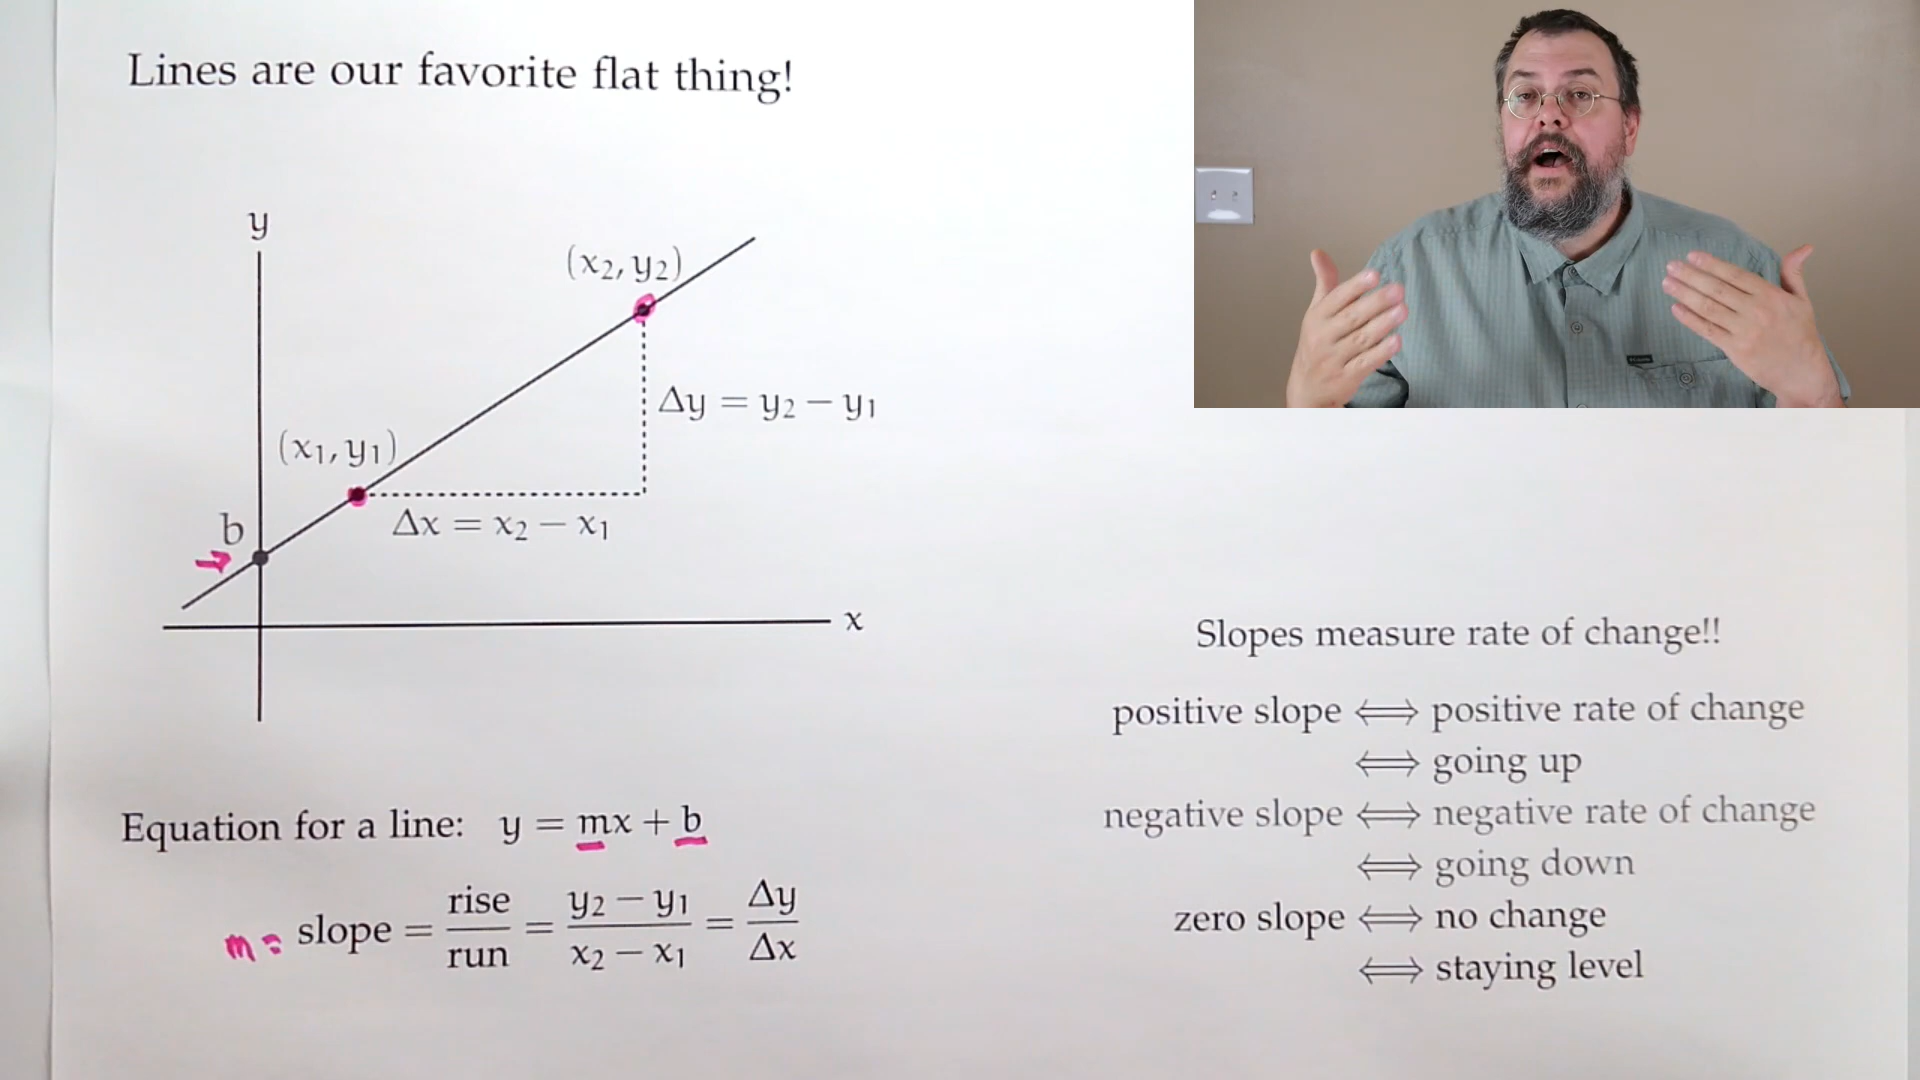 Lines are our favorite flat thing!
y
(x₂, y₂)
Δy = y₂ − y₁
(x₁, y₁)
Δx = x₂ − x₁
b
x
Equation for a line: y = mx + b
m = slope = rise/run = (y₂ − y₁)/(x₂ − x₁) = Δy/Δx
Slopes measure rate of change!!
positive slope ⟺ positive rate of change
⟺ going up
negative slope ⟺ negative rate of change
⟺ going down
zero slope ⟺ no change
⟺ staying level